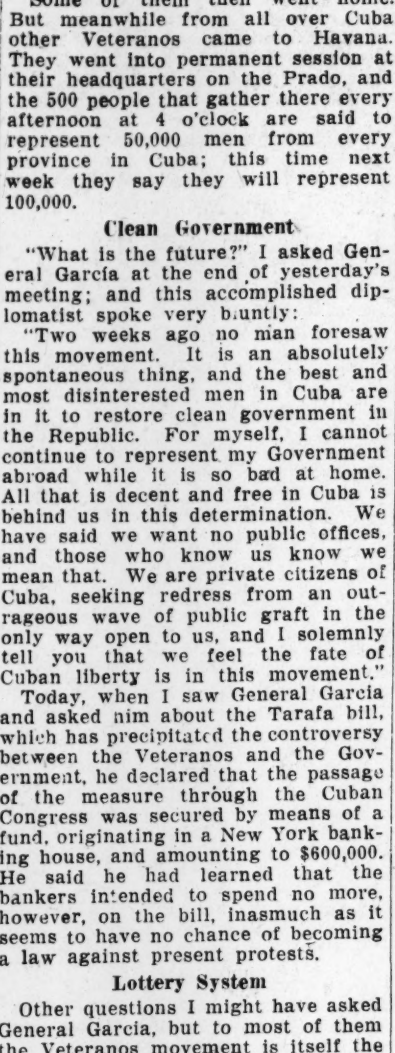 Some of them then went home.
But meanwhile from all over Cuba
other Veteranos came to Havana.
They went into permanent session at
their headquarters on the Prado, and
the 500 people that gather there every
afternoon at 4 o'clock are said to
represent 50,000 men from every
province in Cuba; this time next
week they say they will represent
100,000.
Clean Government
"What is the future?" I asked Gen-
eral García at the end of yesterday's
meeting; and this accomplished dip-
lomatist spoke very bluntly:
"Two weeks ago no man foresaw
this movement. It is an absolutely
spontaneous thing, and the best and
most disinterested men in Cuba are
in it to restore clean government in
the Republic. For myself, I cannot
continue to represent my Government
abroad while it is so bad at home.
All that is decent and free in Cuba is
behind us in this determination. We
have said we want no public offices,
and those who know us know we
mean that. We are private citizens of
Cuba, seeking redress from an out-
rageous wave of public graft in the
only way open to us, and I solemnly
tell you that we feel the fate of
Cuban liberty is in this movement."
Today, when I saw General Garcia
and asked him about the Tarafa bill,
which has precipitated the controversy
between the Veteranos and the Gov-
ernment, he declared that the passage
of the measure through the Cuban
Congress was secured by means of a
fund, originating in a New York bank-
ing house, and amounting to $600,000.
He said he had learned that the
bankers intended to spend no more,
however, on the bill, inasmuch as it
seems to have no chance of becoming
a law against present protests.
Lottery System
Other questions I might have asked
General Garcia, but to most of them
the Veteranos movement is itself the